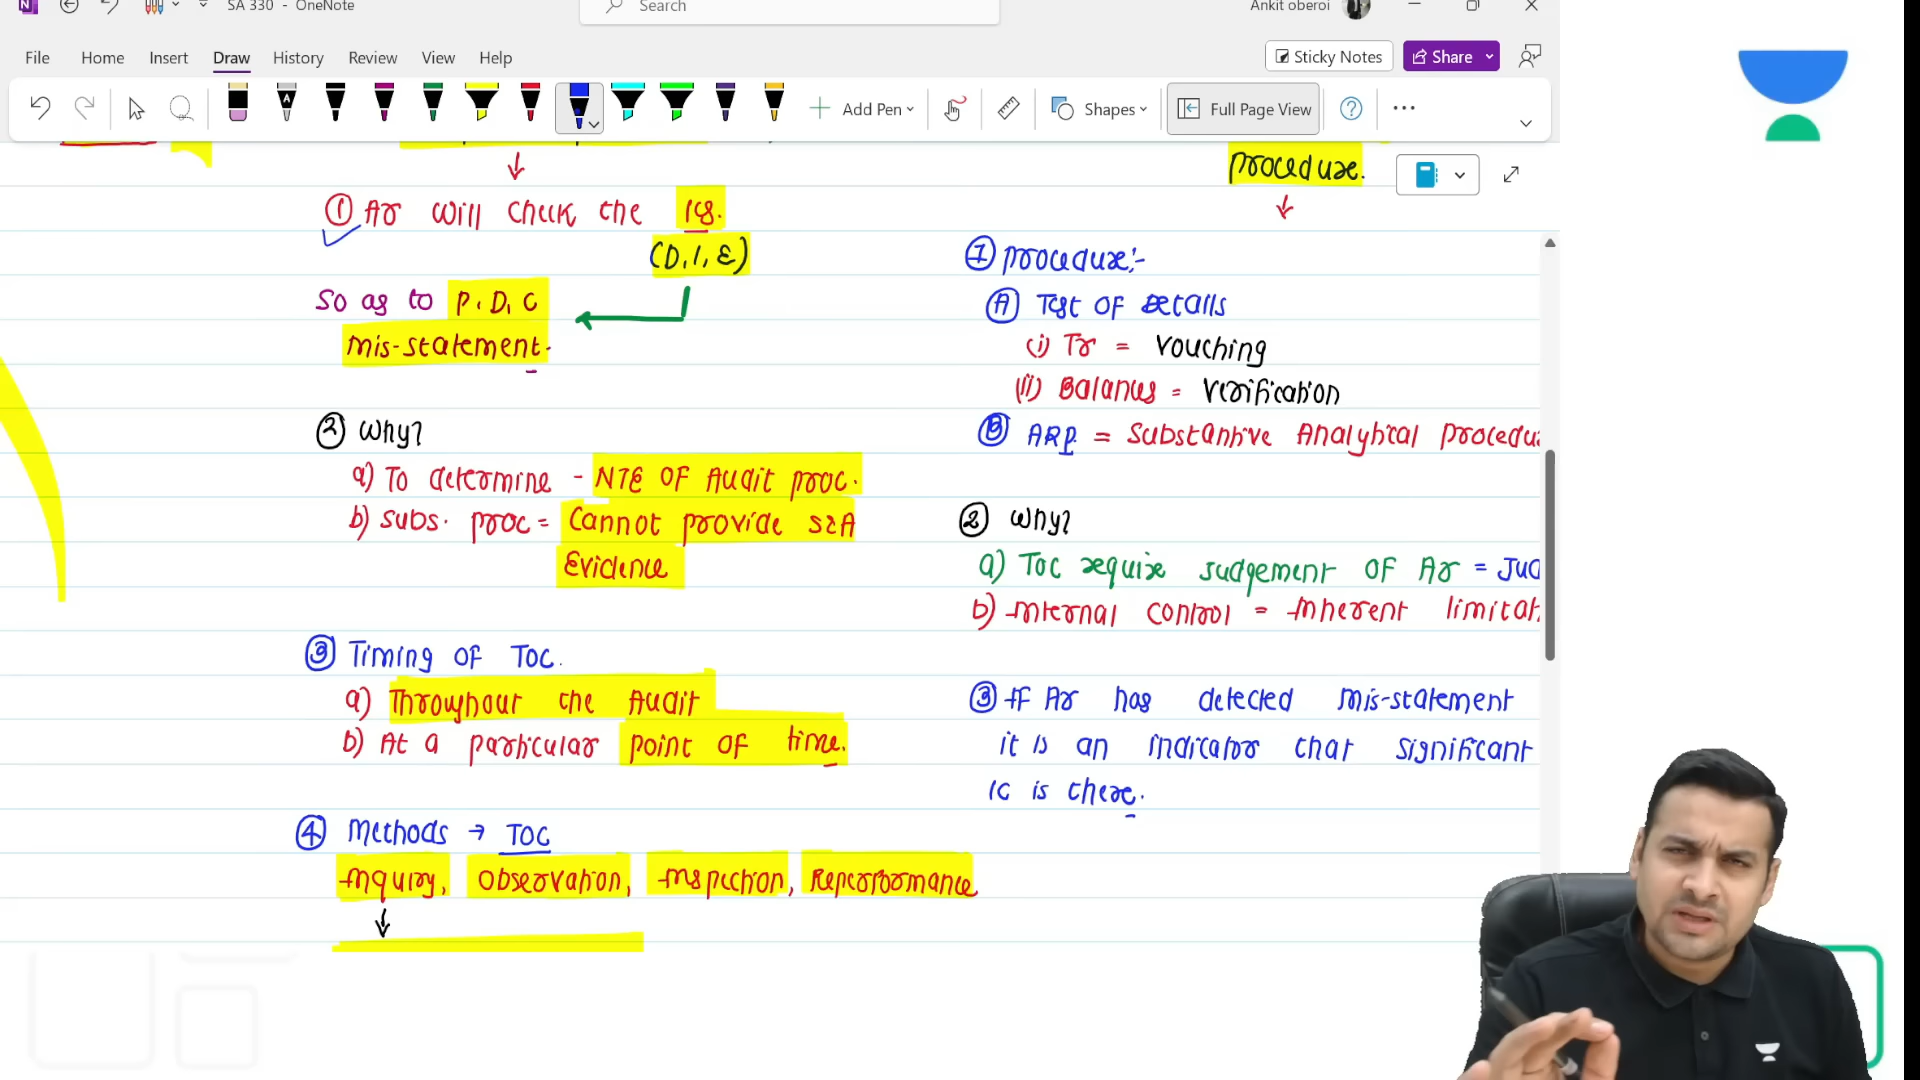 SA 330 - OneNote
Search
Ankit oberoi
File Home Insert Draw History Review View Help
Sticky Notes
Share
Add Pen
Shapes
Full Page View
procedure.
① Ar will check the ICS.
(D, I, E)
So as to P, D, C
mis-statement.
② Why?
a) To determine - NTE OF Audit proc.
b) Subs. proc = Cannot provide S&A
Evidence
③ Timing OF TOC.
a) Throughout the Audit
b) At a particular point OF time.
④ Methods → TOC
Inquiry, Observation, Inspection, Reperformance
① procedure:-
Ⓐ Test OF Details
(i) Tr = Vouching
(ii) Balances = Verification
Ⓑ ARP = Substantive Analytical procedu
② Why?
a) TOC require Judgement OF Ar = Jud
b) Internal Control = Inherent limitati
③ If Ar has detected mis-statement
it is an indicator that significant
IC is there.